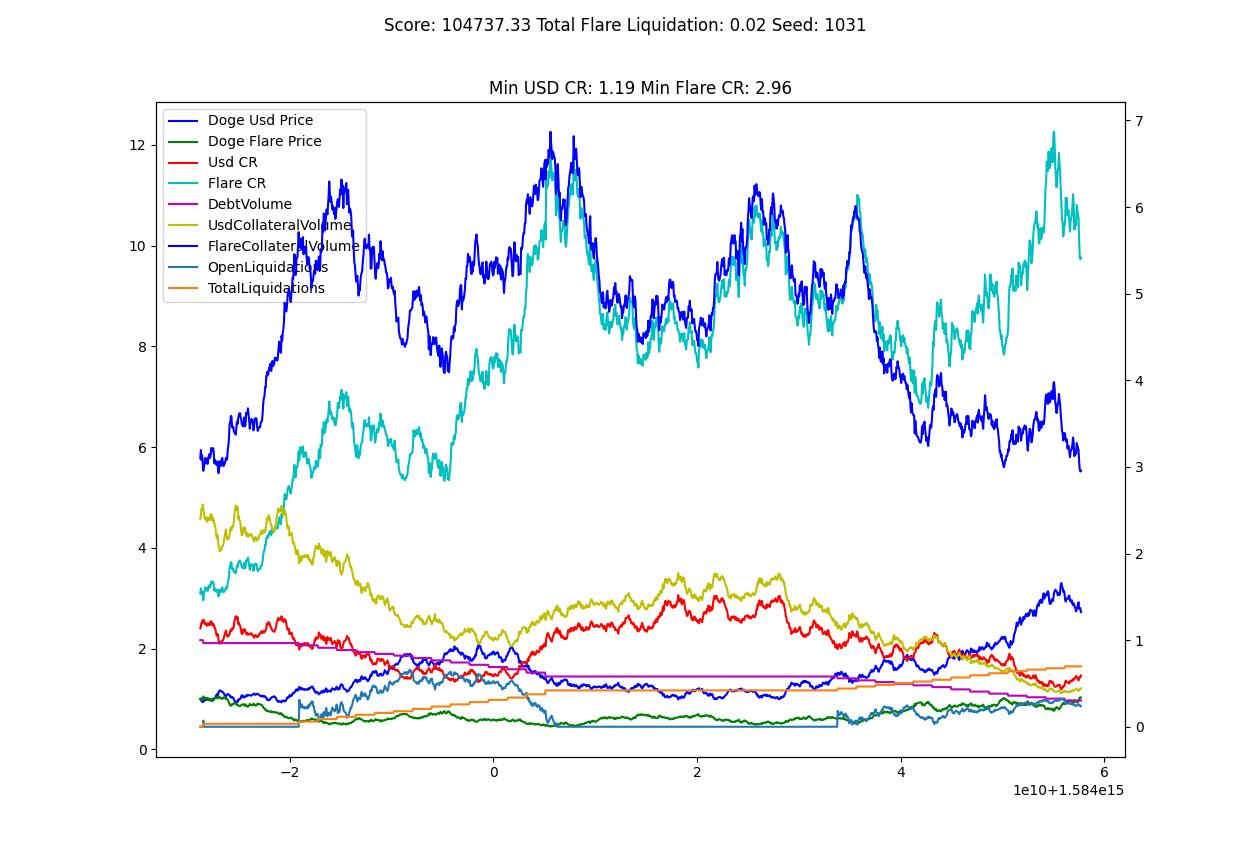 Score: 104737.33 Total Flare Liquidation: 0.02 Seed: 1031
Min USD CR: 1.19 Min Flare CR: 2.96
Doge Usd Price
Doge Flare Price
Usd CR
Flare CR
DebtVolume
UsdCollateralVolume
FlareCollateralVolume
OpenLiquidations
TotalLiquidations
12
10
8
6
4
2
0
7
6
5
4
3
2
1
0
−2
0
2
4
6
1e10+1.584e15